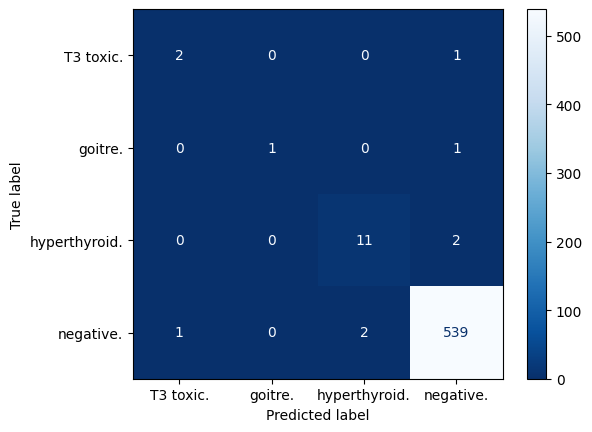 T3 toxic. 2 0 0 1
goitre. 0 1 0 1
hyperthyroid. 0 0 11 2
negative. 1 0 2 539
T3 toxic. goitre. hyperthyroid. negative.
Predicted label
True label
500
400
300
200
100
0